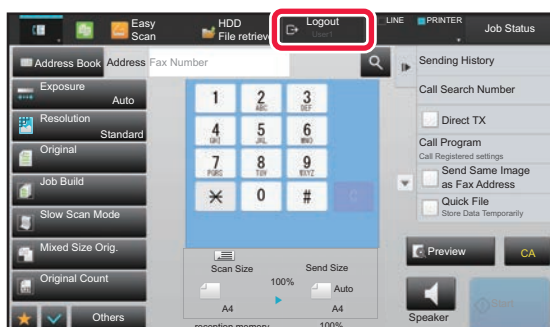 Easy
Scan
HDD
File retrieve
Logout
User1
LINE
PRINTER
Job Status
Address Book
Address
Fax Number
Sending History
Exposure
Auto
Call Search Number
Resolution
Standard
Direct TX
Original
Call Program
Call Registered settings
Job Build
Send Same Image
as Fax Address
Slow Scan Mode
Quick File
Store Data Temporarily
Mixed Size Orig.
Original Count
Others
1
2
ABC
3
DEF
4
GHI
5
JKL
6
MNO
7
PQRS
8
TUV
9
WXYZ
0
#
C
Scan Size
Send Size
100%
Auto
A4
A4
reception memory
100%
Preview
CA
Speaker
Start